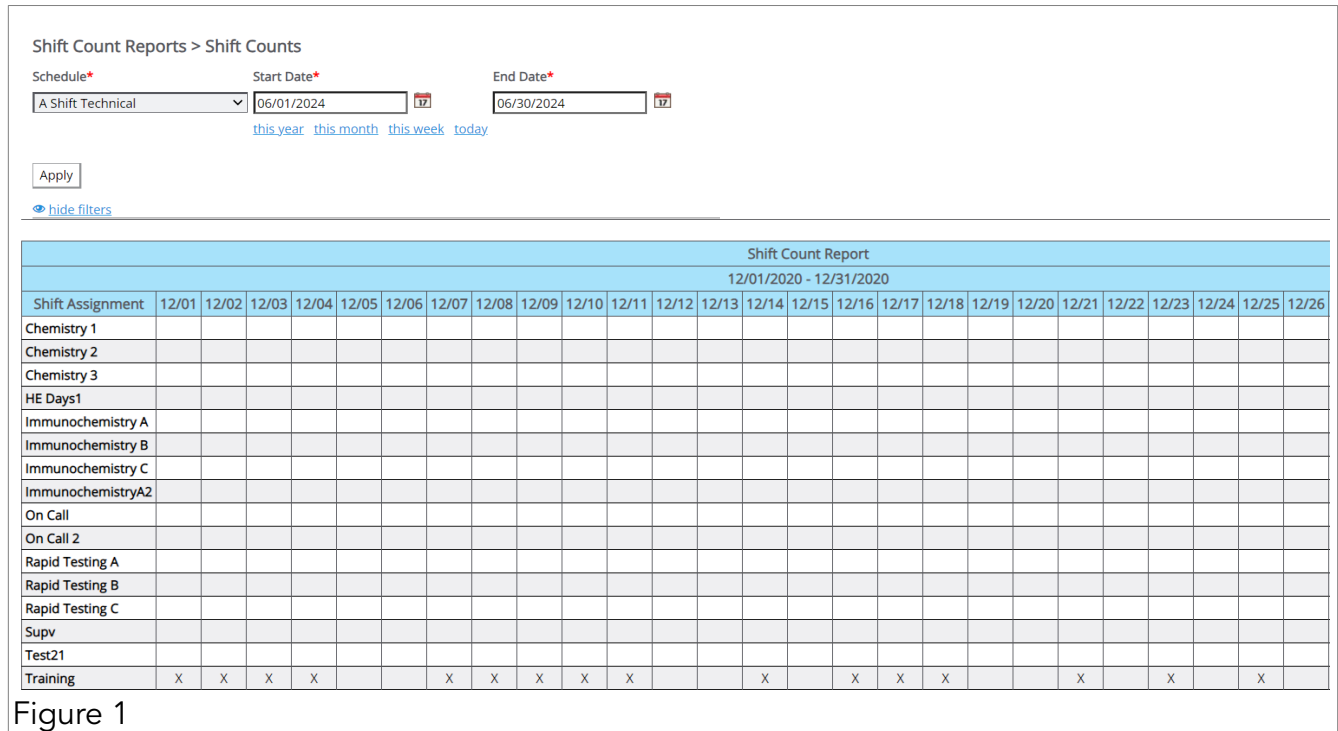 Shift Count Reports > Shift Counts
Schedule* Start Date* End Date*
A Shift Technical 06/01/2024 17 06/30/2024 17
this year this month this week today
Apply
hide filters
Shift Count Report
12/01/2020 - 12/31/2020
Shift Assignment 12/01 12/02 12/03 12/04 12/05 12/06 12/07 12/08 12/09 12/10 12/11 12/12 12/13 12/14 12/15 12/16 12/17 12/18 12/19 12/20 12/21 12/22 12/23 12/24 12/25 12/26
Chemistry 1
Chemistry 2
Chemistry 3
HE Days1
Immunochemistry A
Immunochemistry B
Immunochemistry C
ImmunochemistryA2
On Call
On Call 2
Rapid Testing A
Rapid Testing B
Rapid Testing C
Supv
Test21
Training X X X X X X X X X X X X X X X X
Figure 1